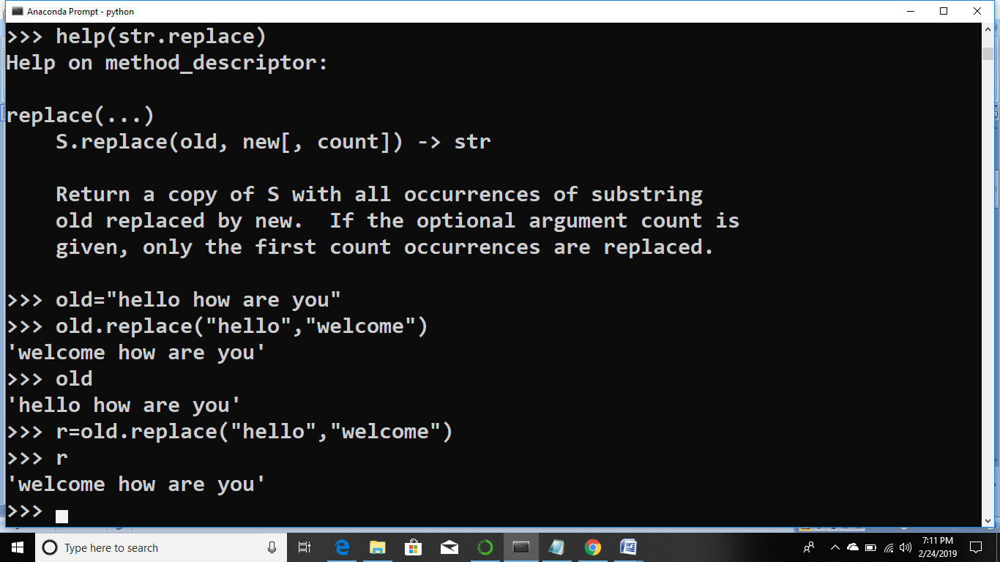 Anaconda Prompt - python
>>> help(str.replace)
Help on method_descriptor:
replace(...)
    S.replace(old, new[, count]) -> str
    Return a copy of S with all occurrences of substring
    old replaced by new.  If the optional argument count is
    given, only the first count occurrences are replaced.
>>> old="hello how are you"
>>> old.replace("hello","welcome")
'welcome how are you'
>>> old
'hello how are you'
>>> r=old.replace("hello","welcome")
>>> r
'welcome how are you'
>>>
Type here to search
7:11 PM
2/24/2019